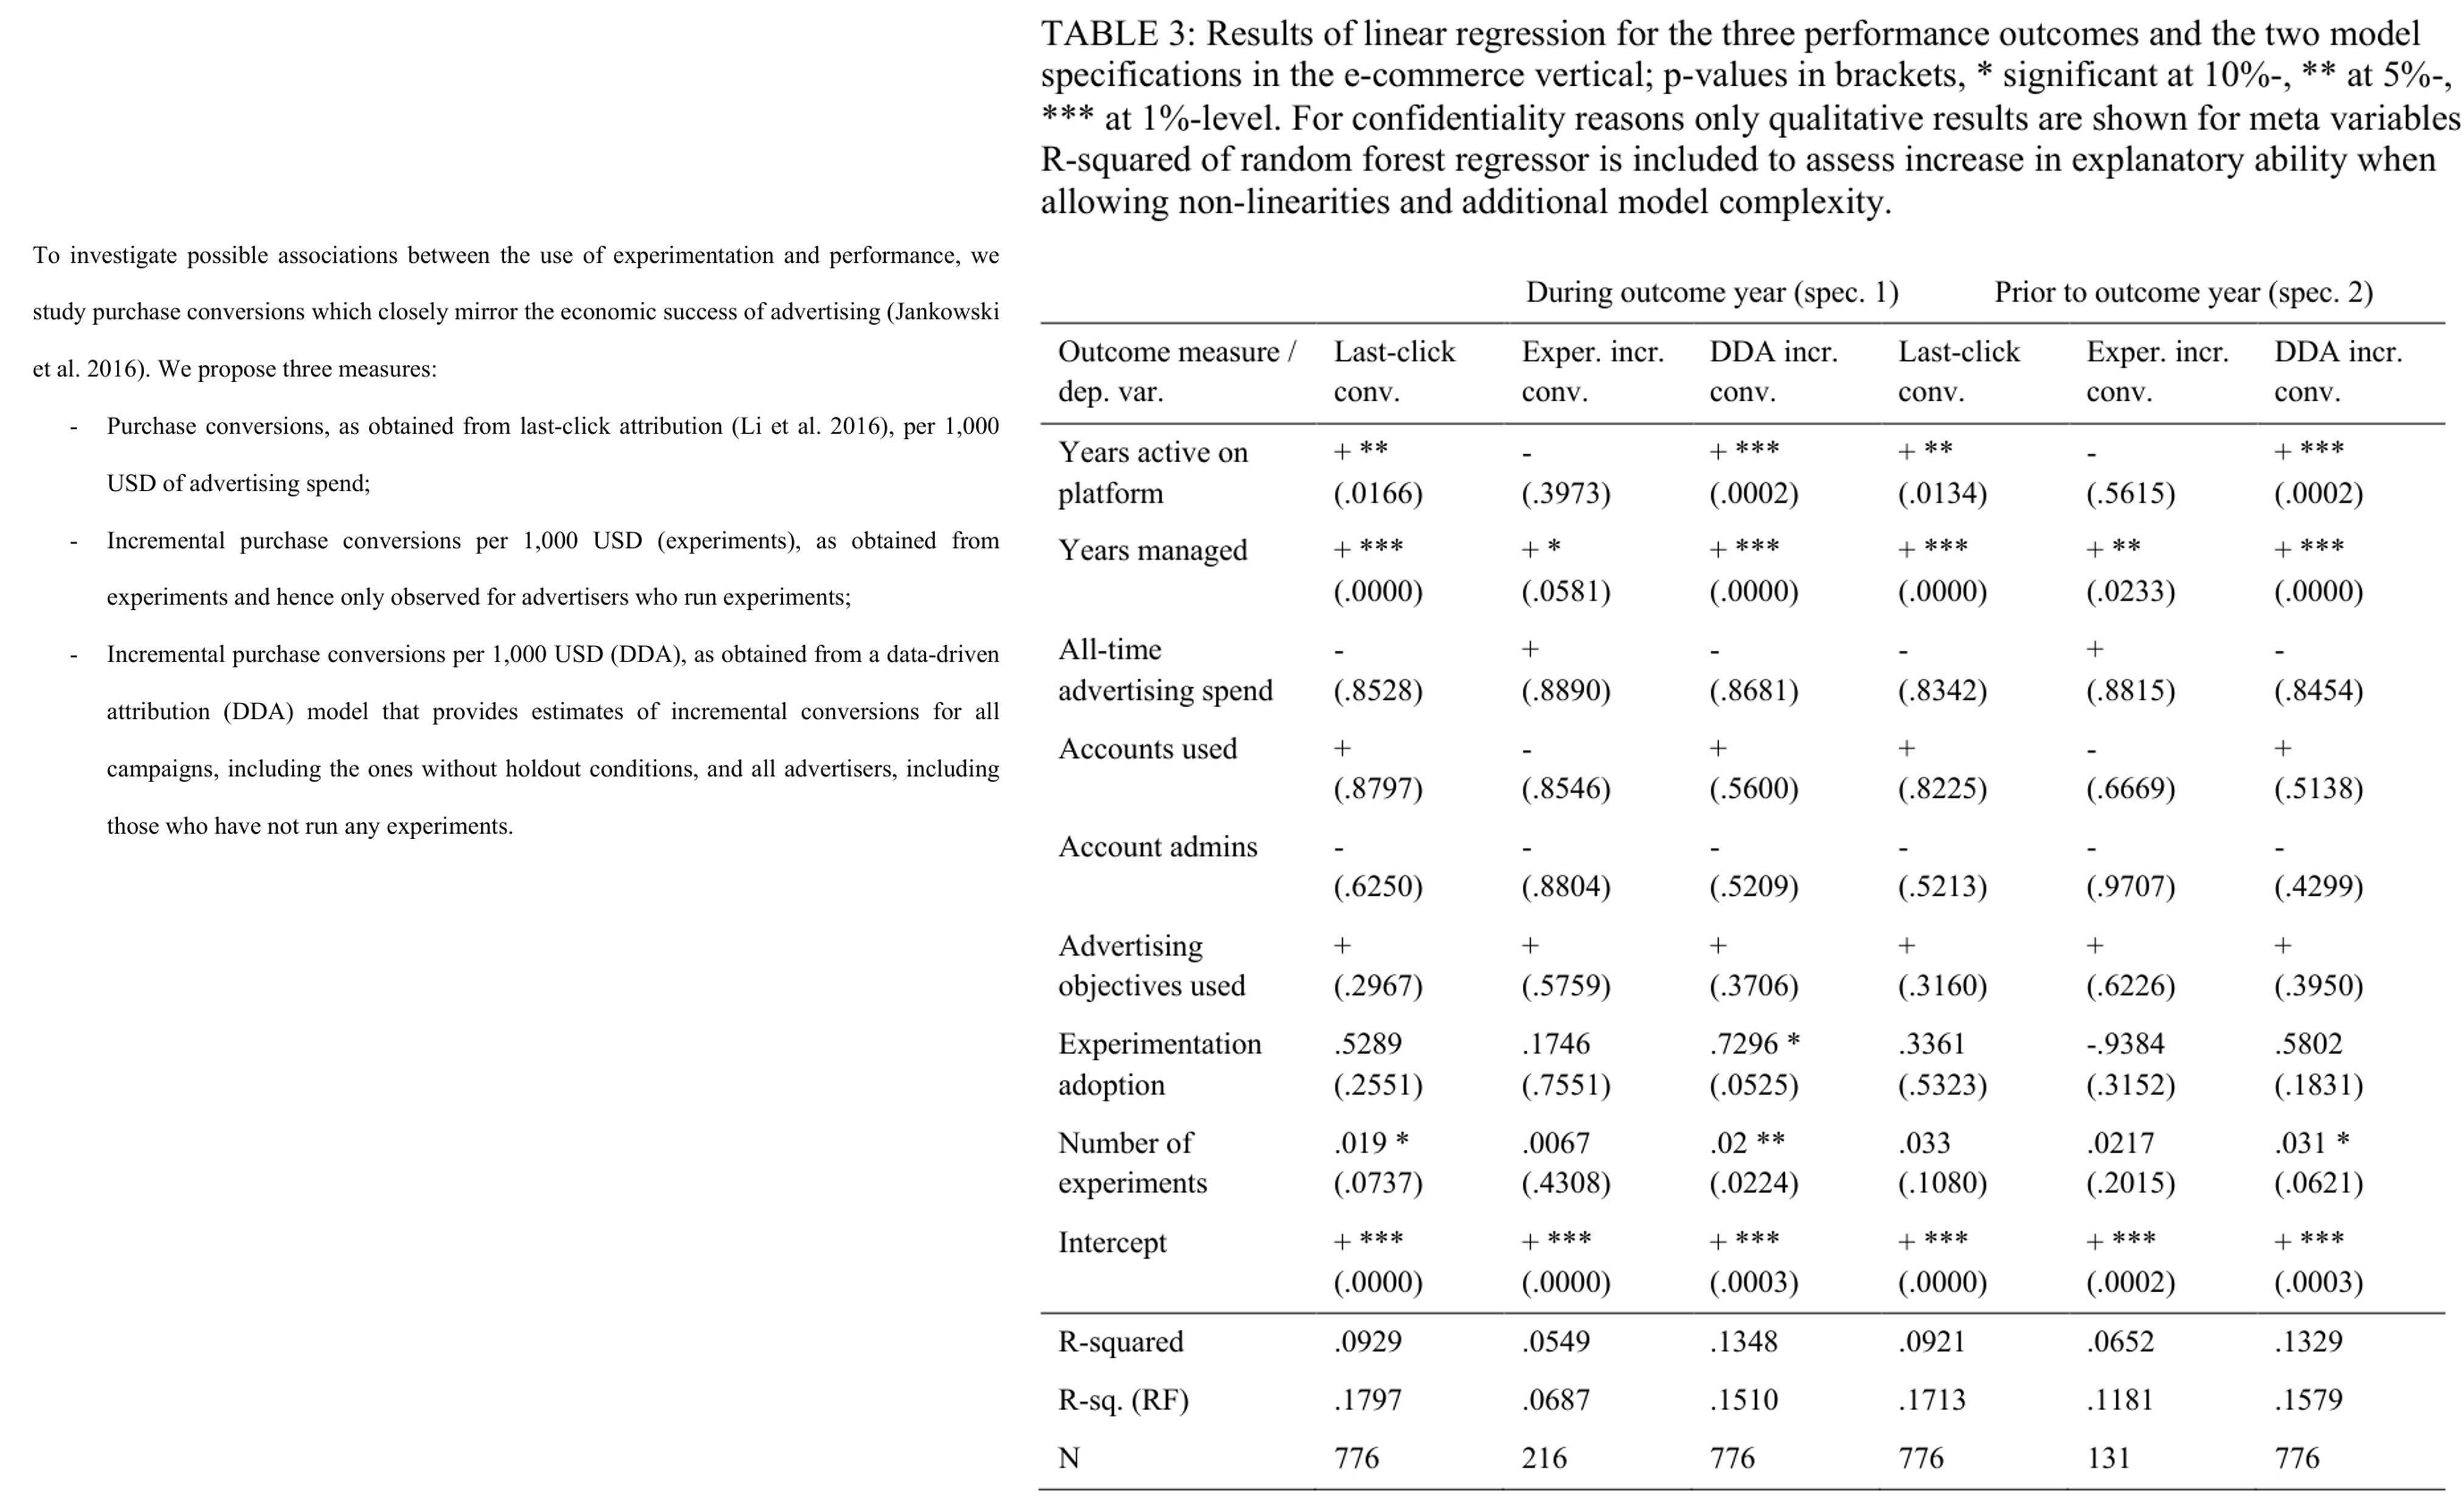 To investigate possible associations between the use of experimentation and performance, we
study purchase conversions which closely mirror the economic success of advertising (Jankowski
et al. 2016). We propose three measures:
- Purchase conversions, as obtained from last-click attribution (Li et al. 2016), per 1,000
USD of advertising spend;
- Incremental purchase conversions per 1,000 USD (experiments), as obtained from
experiments and hence only observed for advertisers who run experiments;
- Incremental purchase conversions per 1,000 USD (DDA), as obtained from a data-driven
attribution (DDA) model that provides estimates of incremental conversions for all
campaigns, including the ones without holdout conditions, and all advertisers, including
those who have not run any experiments.
TABLE 3: Results of linear regression for the three performance outcomes and the two model
specifications in the e-commerce vertical; p-values in brackets, * significant at 10%-, ** at 5%-,
*** at 1%-level. For confidentiality reasons only qualitative results are shown for meta variables
R-squared of random forest regressor is included to assess increase in explanatory ability when
allowing non-linearities and additional model complexity.
During outcome year (spec. 1) Prior to outcome year (spec. 2)
Outcome measure / Last-click Exper. incr. DDA incr. Last-click Exper. incr. DDA incr.
dep. var. conv. conv. conv. conv. conv. conv.
Years active on + ** - + *** + ** - + ***
platform (.0166) (.3973) (.0002) (.0134) (.5615) (.0002)
Years managed + *** + * + *** + *** + ** + ***
(.0000) (.0581) (.0000) (.0000) (.0233) (.0000)
All-time - + - - + -
advertising spend (.8528) (.8890) (.8681) (.8342) (.8815) (.8454)
Accounts used + - + + - +
(.8797) (.8546) (.5600) (.8225) (.6669) (.5138)
Account admins - - - - - -
(.6250) (.8804) (.5209) (.5213) (.9707) (.4299)
Advertising + + + + + +
objectives used (.2967) (.5759) (.3706) (.3160) (.6226) (.3950)
Experimentation .5289 .1746 .7296 * .3361 -.9384 .5802
adoption (.2551) (.7551) (.0525) (.5323) (.3152) (.1831)
Number of .019 * .0067 .02 ** .033 .0217 .031 *
experiments (.0737) (.4308) (.0224) (.1080) (.2015) (.0621)
Intercept + *** + *** + *** + *** + *** + ***
(.0000) (.0000) (.0003) (.0000) (.0002) (.0003)
R-squared .0929 .0549 .1348 .0921 .0652 .1329
R-sq. (RF) .1797 .0687 .1510 .1713 .1181 .1579
N 776 216 776 776 131 776